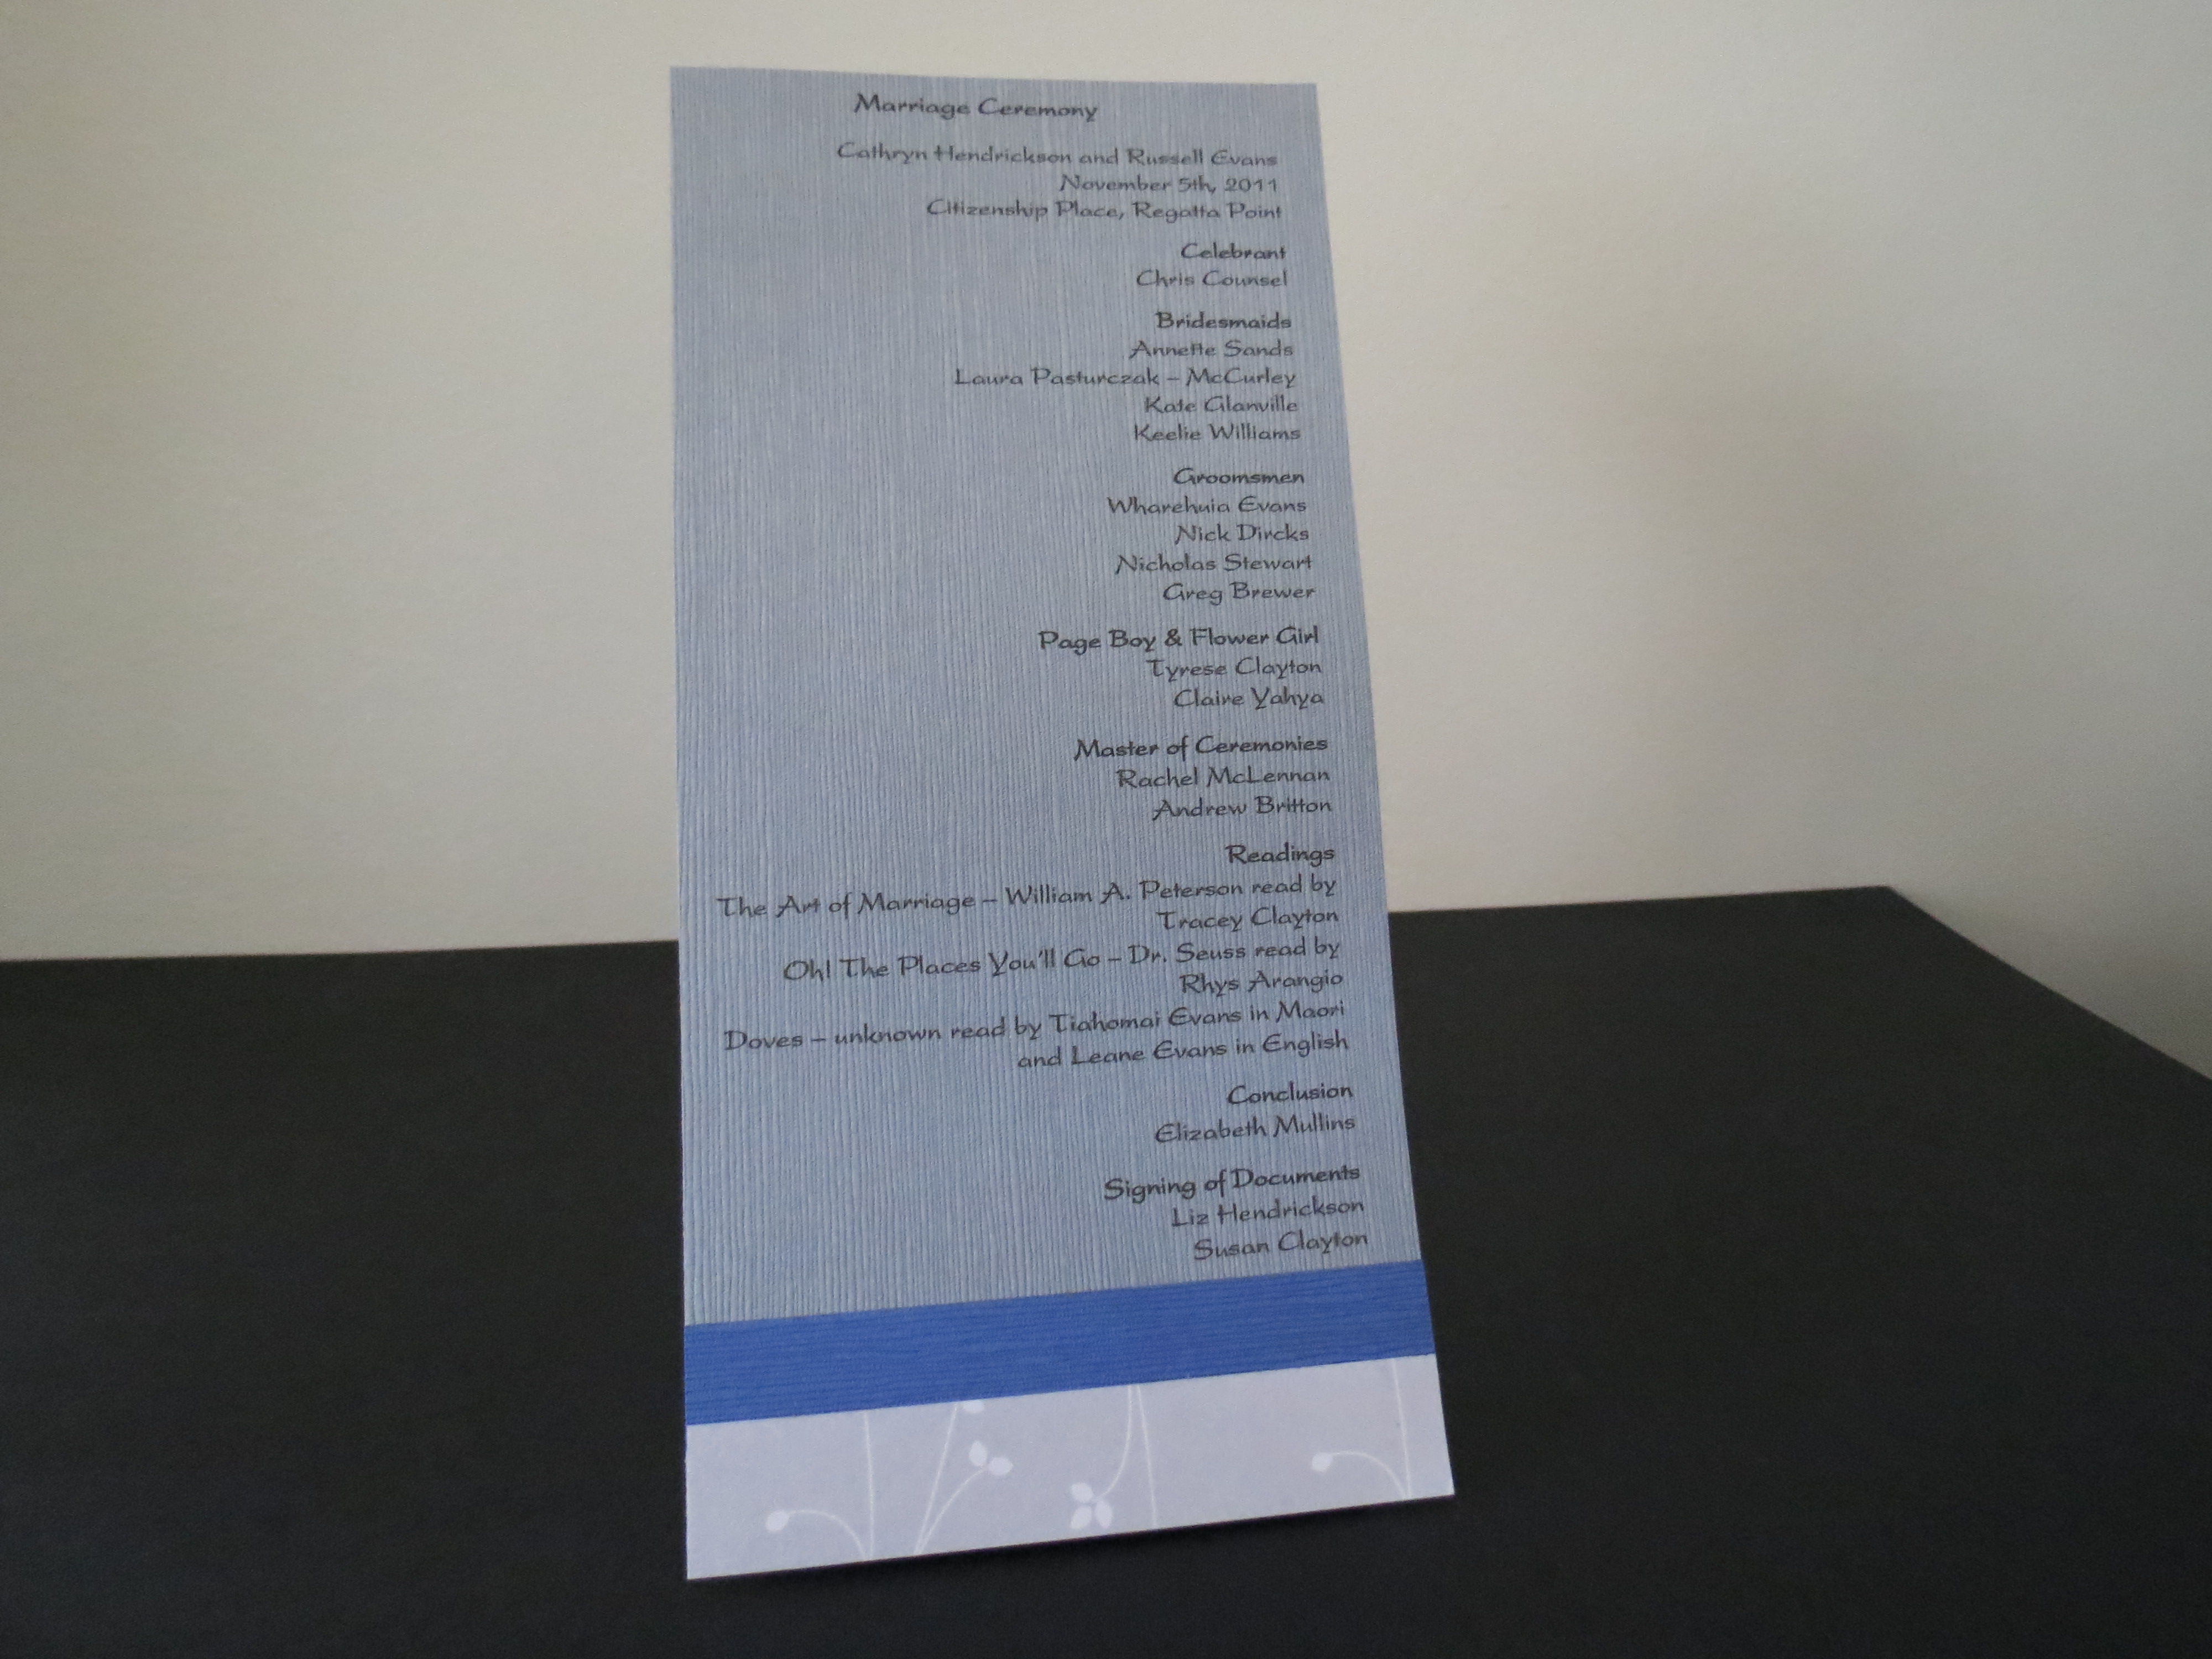 Marriage Ceremony
Cathryn Hendrickson and Russell Evans
November 5th, 2011
Citizenship Place, Regatta Point
Celebrant
Chris Counsel
Bridesmaids
Annette Sands
Laura Pasturczak – McCurley
Kate Glanville
Keelie Williams
Groomsmen
Wharehuia Evans
Nick Dircks
Nicholas Stewart
Greg Brewer
Page Boy & Flower Girl
Tyrese Clayton
Claire Yahya
Master of Ceremonies
Rachel McLennan
Andrew Britton
Readings
The Art of Marriage – William A. Peterson read by
Tracey Clayton
Oh! The Places You'll Go – Dr. Seuss read by
Rhys Arangio
Doves – unknown read by Tiahomai Evans in Maori
and Leane Evans in English
Conclusion
Elizabeth Mullins
Signing of Documents
Liz Hendrickson
Susan Clayton